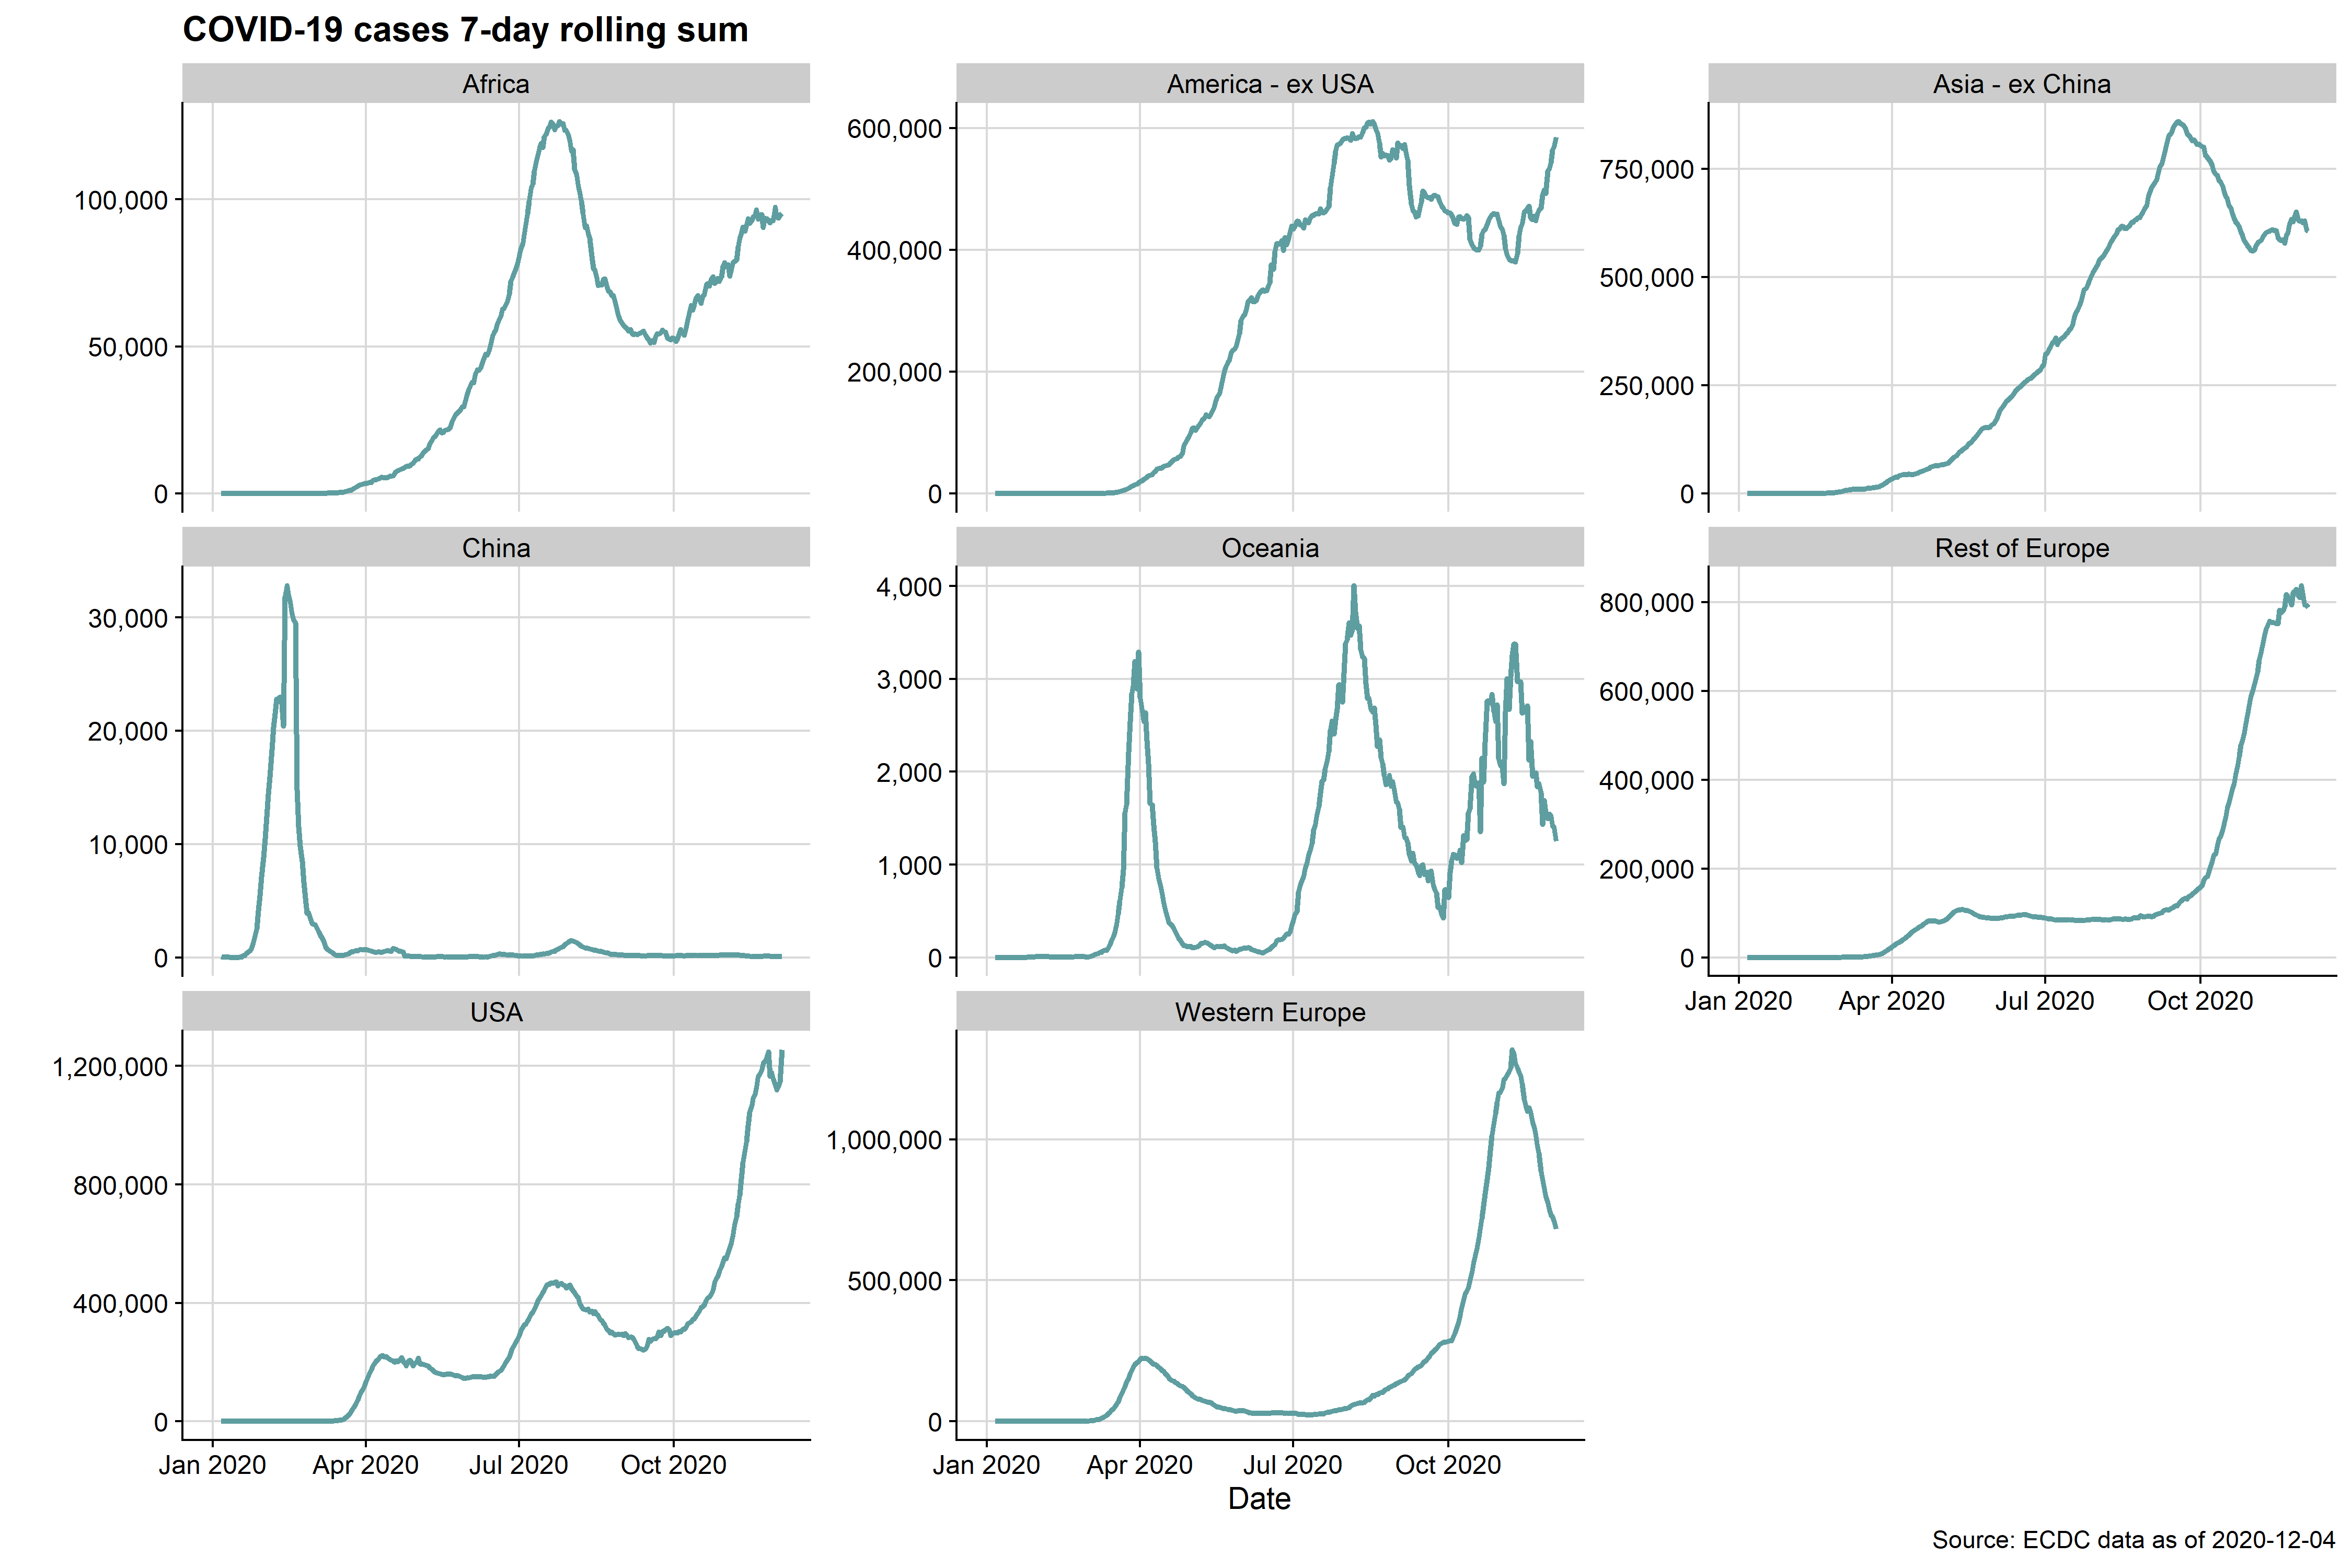 COVID-19 cases 7-day rolling sum
Africa
America - ex USA
Asia - ex China
100,000
50,000
0
600,000
400,000
200,000
0
750,000
500,000
250,000
0
China
Oceania
Rest of Europe
30,000
20,000
10,000
0
4,000
3,000
2,000
1,000
0
800,000
600,000
400,000
200,000
0
Jan 2020 Apr 2020 Jul 2020 Oct 2020
USA
Western Europe
1,200,000
800,000
400,000
0
1,000,000
500,000
0
Jan 2020 Apr 2020 Jul 2020 Oct 2020
Jan 2020 Apr 2020 Jul 2020 Oct 2020
Date
Source: ECDC data as of 2020-12-04